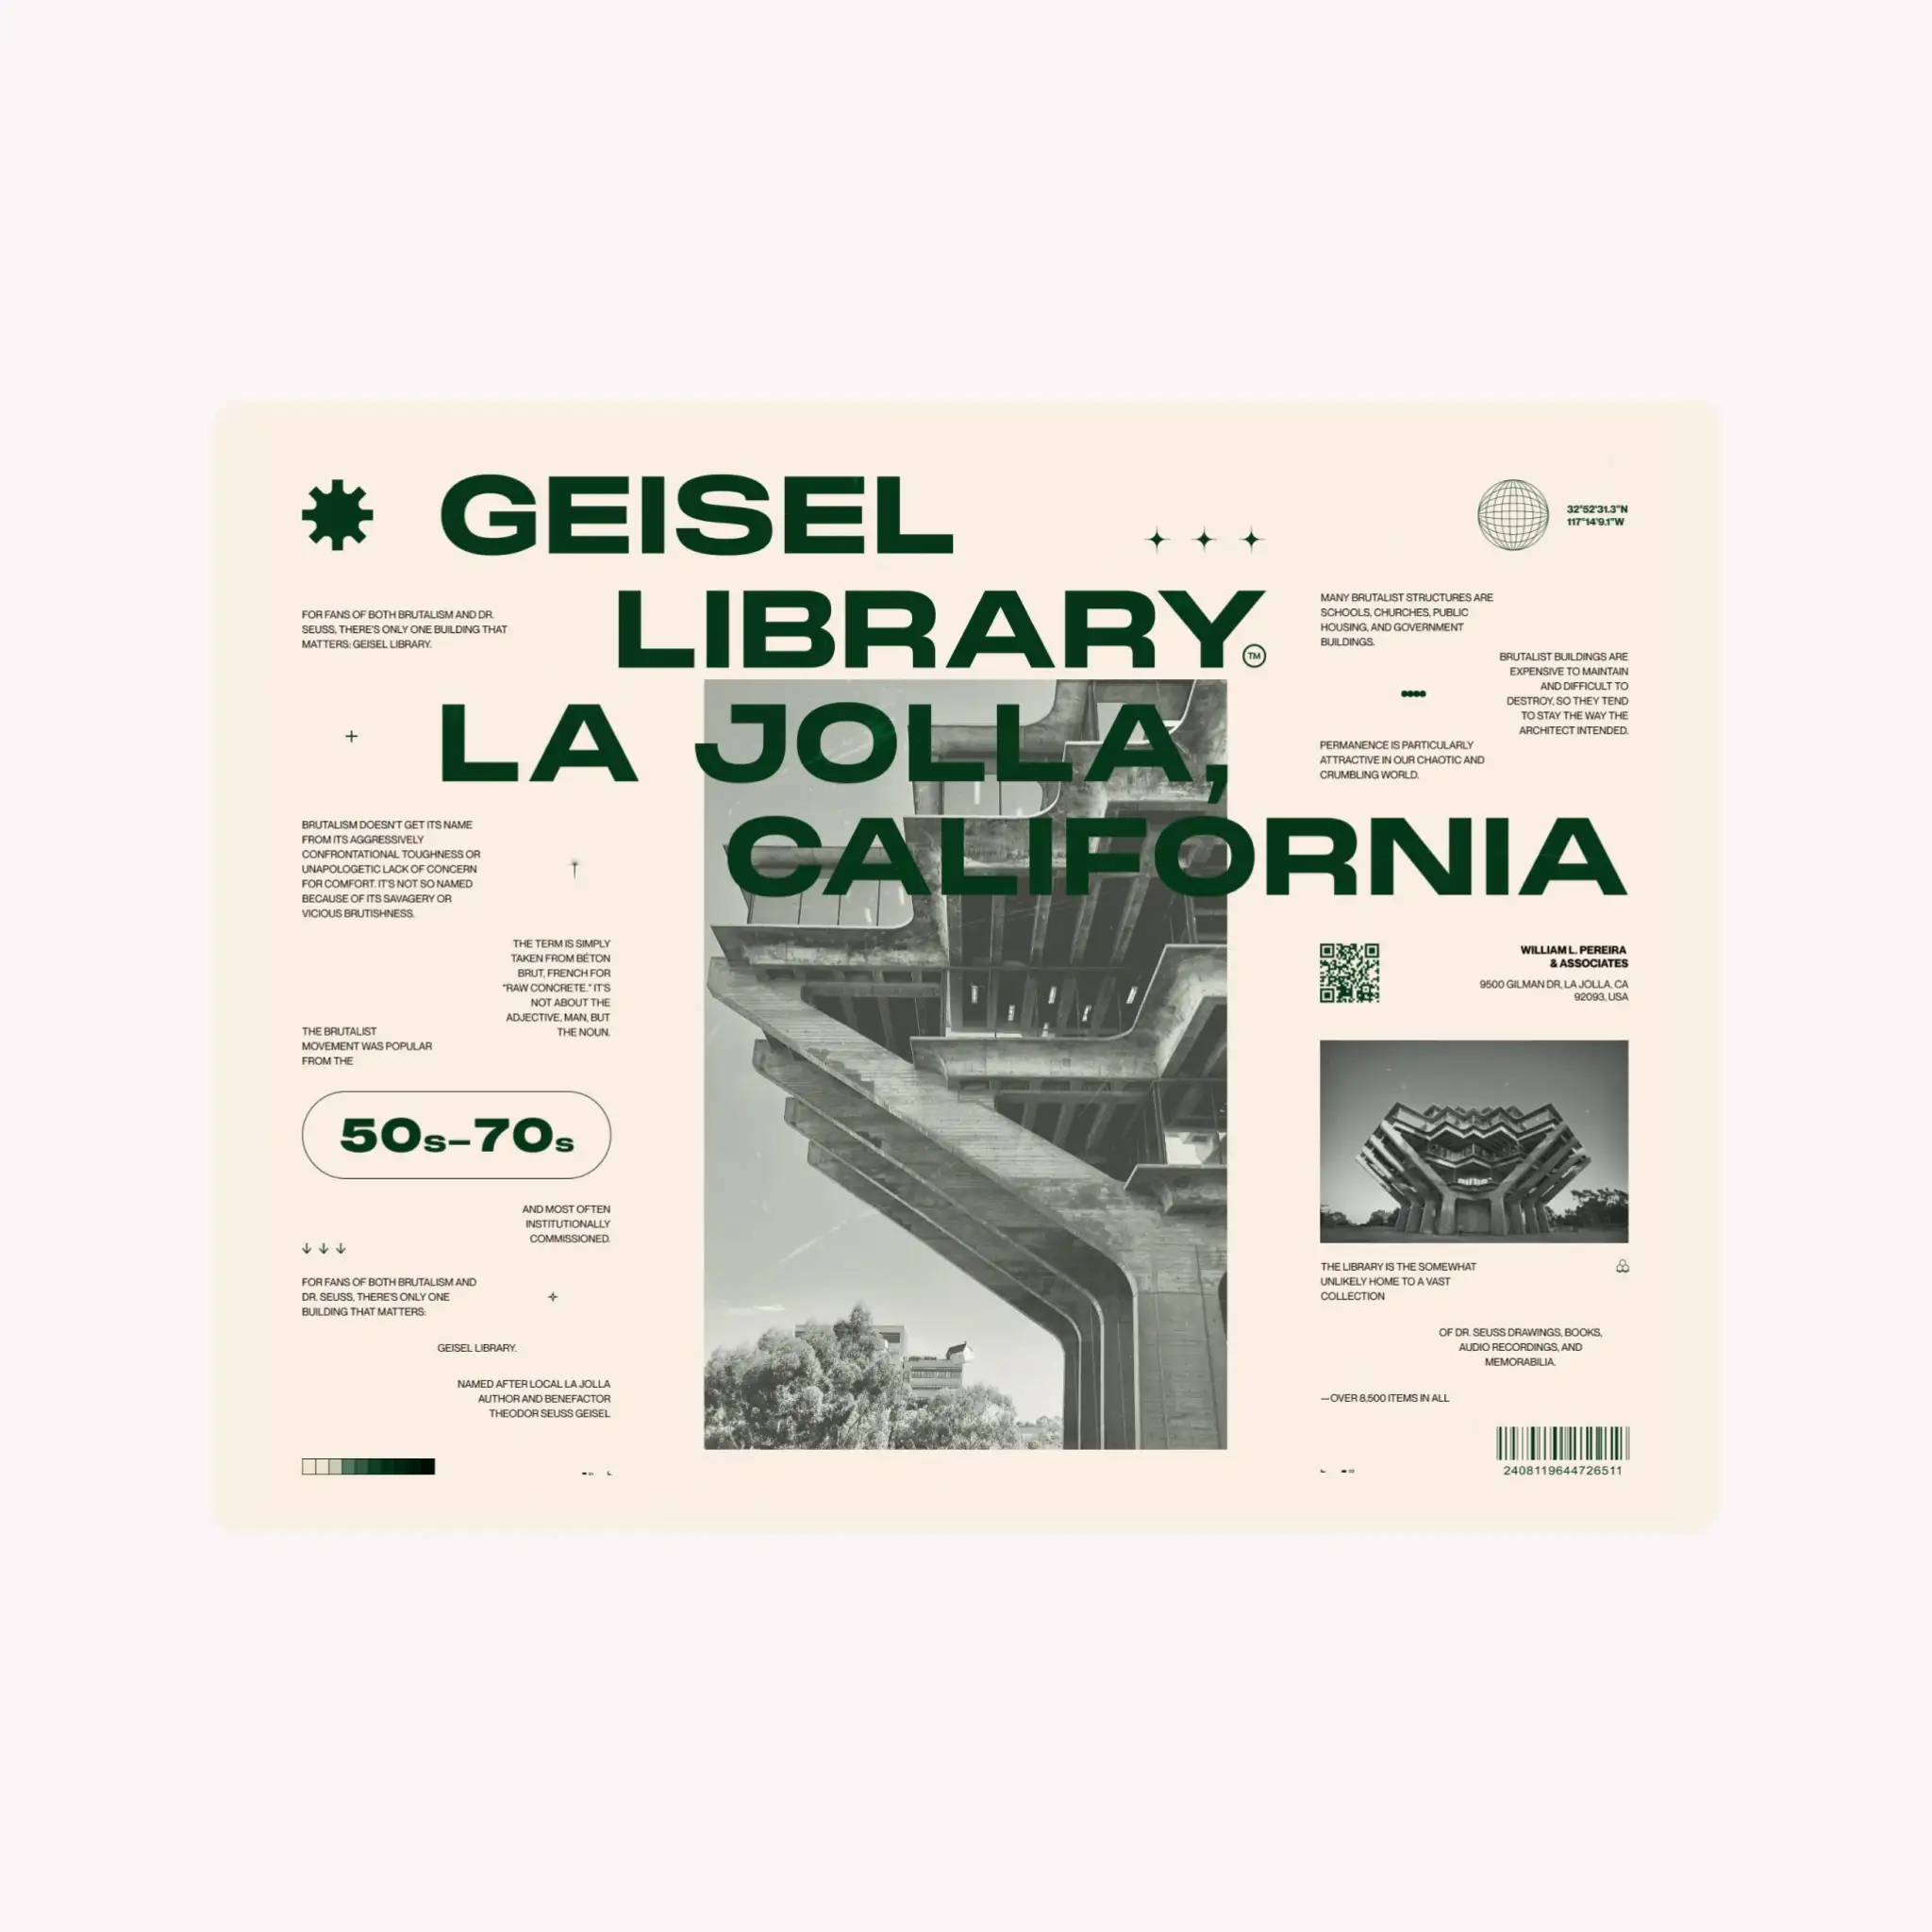 GEISEL
LIBRARY
TM
LA JOLLA,
CALIFORNIA
32°52'31.3"N
117°14'9.1"W
FOR FANS OF BOTH BRUTALISM AND DR.
SEUSS, THERE'S ONLY ONE BUILDING THAT
MATTERS: GEISEL LIBRARY.
BRUTALISM DOESN'T GET ITS NAME
FROM ITS AGGRESSIVELY
CONFRONTATIONAL TOUGHNESS OR
UNAPOLOGETIC LACK OF CONCERN
FOR COMFORT. IT'S NOT SO NAMED
BECAUSE OF ITS SAVAGERY OR
VICIOUS BRUTISHNESS.
THE TERM IS SIMPLY
TAKEN FROM BÉTON
BRUT, FRENCH FOR
"RAW CONCRETE." IT'S
NOT ABOUT THE
ADJECTIVE, MAN, BUT
THE NOUN.
THE BRUTALIST
MOVEMENT WAS POPULAR
FROM THE
50s–70s
AND MOST OFTEN
INSTITUTIONALLY
COMMISSIONED.
FOR FANS OF BOTH BRUTALISM AND
DR. SEUSS, THERE'S ONLY ONE
BUILDING THAT MATTERS:
GEISEL LIBRARY.
NAMED AFTER LOCAL LA JOLLA
AUTHOR AND BENEFACTOR
THEODOR SEUSS GEISEL
MANY BRUTALIST STRUCTURES ARE
SCHOOLS, CHURCHES, PUBLIC
HOUSING, AND GOVERNMENT
BUILDINGS.
BRUTALIST BUILDINGS ARE
EXPENSIVE TO MAINTAIN
AND DIFFICULT TO
DESTROY, SO THEY TEND
TO STAY THE WAY THE
ARCHITECT INTENDED.
PERMANENCE IS PARTICULARLY
ATTRACTIVE IN OUR CHAOTIC AND
CRUMBLING WORLD.
WILLIAM L. PEREIRA
& ASSOCIATES
9500 GILMAN DR, LA JOLLA, CA
92093, USA
THE LIBRARY IS THE SOMEWHAT
UNLIKELY HOME TO A VAST
COLLECTION
OF DR. SEUSS DRAWINGS, BOOKS,
AUDIO RECORDINGS, AND
MEMORABILIA.
—OVER 8,500 ITEMS IN ALL
2408119644726511